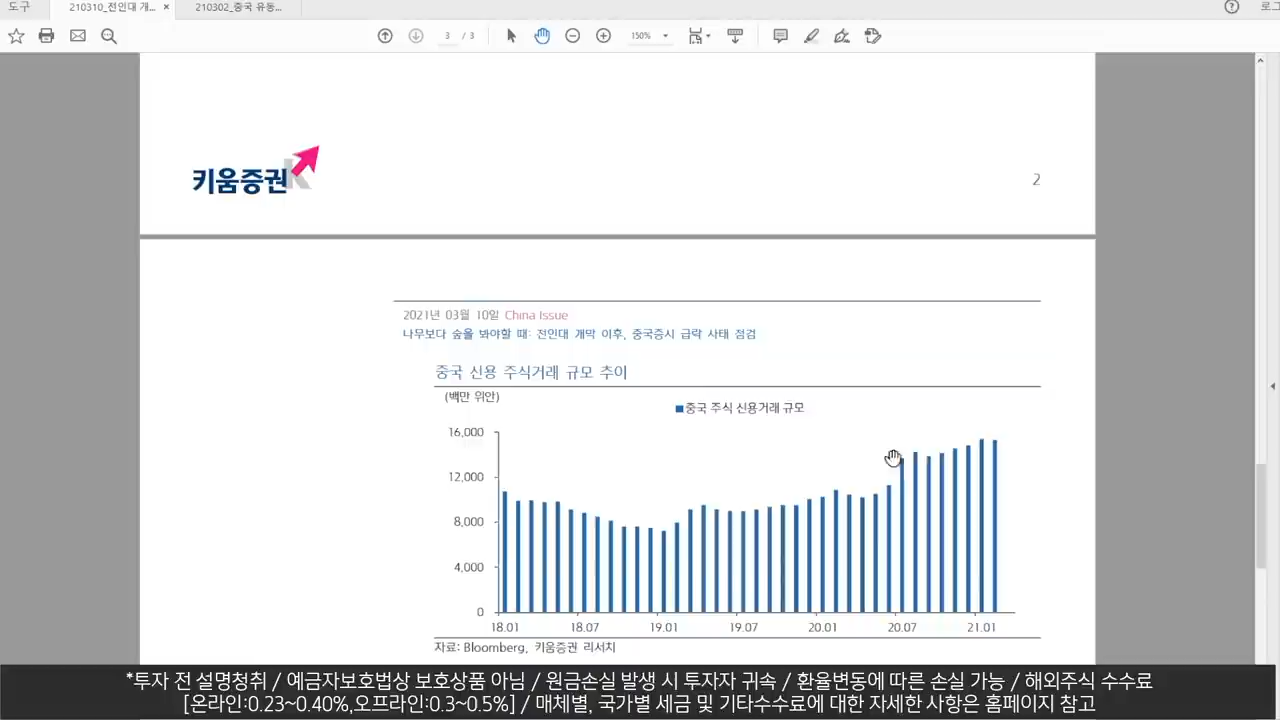 도구
210310_전인대 개... ×
210302_중국 유동...
로그
3 / 3
150%
키움증권
2
2021년 03월 10일 China Issue
나무보다 숲을 봐야할 때: 전인대 개막 이후, 중국증시 급락 사태 점검
중국 신용 주식거래 규모 추이
(백만 위안)
중국 주식 신용거래 규모
16,000
12,000
8,000
4,000
0
18.01 18.07 19.01 19.07 20.01 20.07 21.01
자료: Bloomberg, 키움증권 리서치
*투자 전 설명청취 / 예금자보호법상 보호상품 아님 / 원금손실 발생 시 투자자 귀속 / 환율변동에 따른 손실 가능 / 해외주식 수수료
[온라인:0.23~0.40%,오프라인:0.3~0.5%] / 매체별, 국가별 세금 및 기타수수료에 대한 자세한 사항은 홈페이지 참고